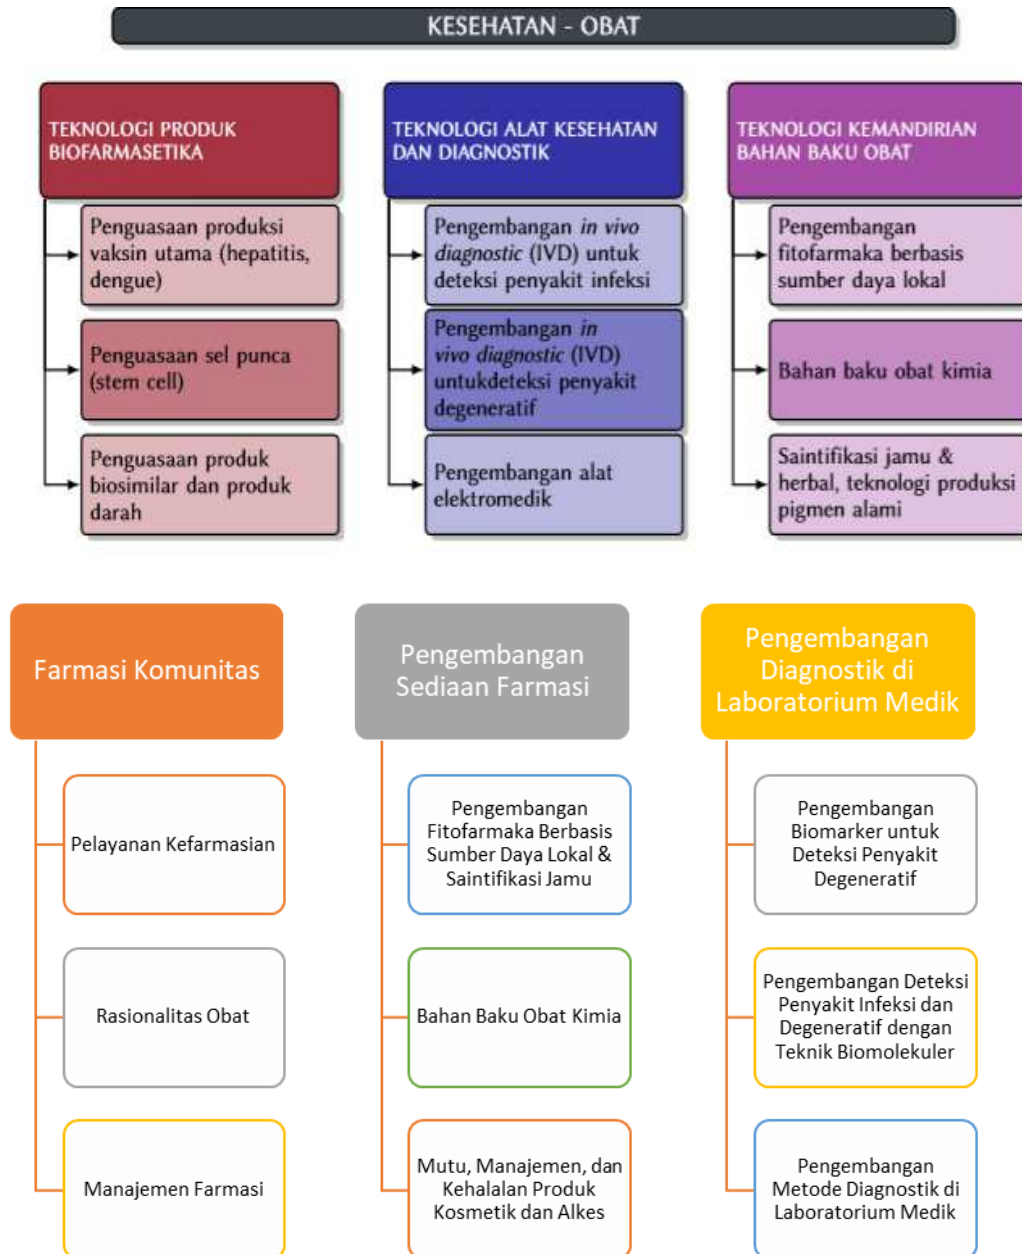 KESEHATAN - OBAT
TEKNOLOGI PRODUK
BIOFARMASETIKA
Penguasaan produksi
vaksin utama (hepatitis,
dengue)
Penguasaan sel punca
(stem cell)
Penguasaan produk
biosimilar dan produk
darah
TEKNOLOGI ALAT KESEHATAN
DAN DIAGNOSTIK
Pengembangan in vivo
diagnostic (IVD) untuk
deteksi penyakit infeksi
Pengembangan in
vivo diagnostic (IVD)
untukdeteksi penyakit
degeneratif
Pengembangan alat
elektromedik
TEKNOLOGI KEMANDIRIAN
BAHAN BAKU OBAT
Pengembangan
fitofarmaka berbasis
sumber daya lokal
Bahan baku obat kimia
Saintifikasi jamu &
herbal, teknologi produksi
pigmen alami
Farmasi Komunitas
Pelayanan Kefarmasian
Rasionalitas Obat
Manajemen Farmasi
Pengembangan
Sediaan Farmasi
Pengembangan
Fitofarmaka Berbasis
Sumber Daya Lokal &
Saintifikasi Jamu
Bahan Baku Obat Kimia
Mutu, Manajemen, dan
Kehalalan Produk
Kosmetik dan Alkes
Pengembangan
Diagnostik di
Laboratorium Medik
Pengembangan
Biomarker untuk
Deteksi Penyakit
Degeneratif
Pengembangan Deteksi
Penyakit Infeksi dan
Degeneratif dengan
Teknik Biomolekuler
Pengembangan
Metode Diagnostik di
Laboratorium Medik